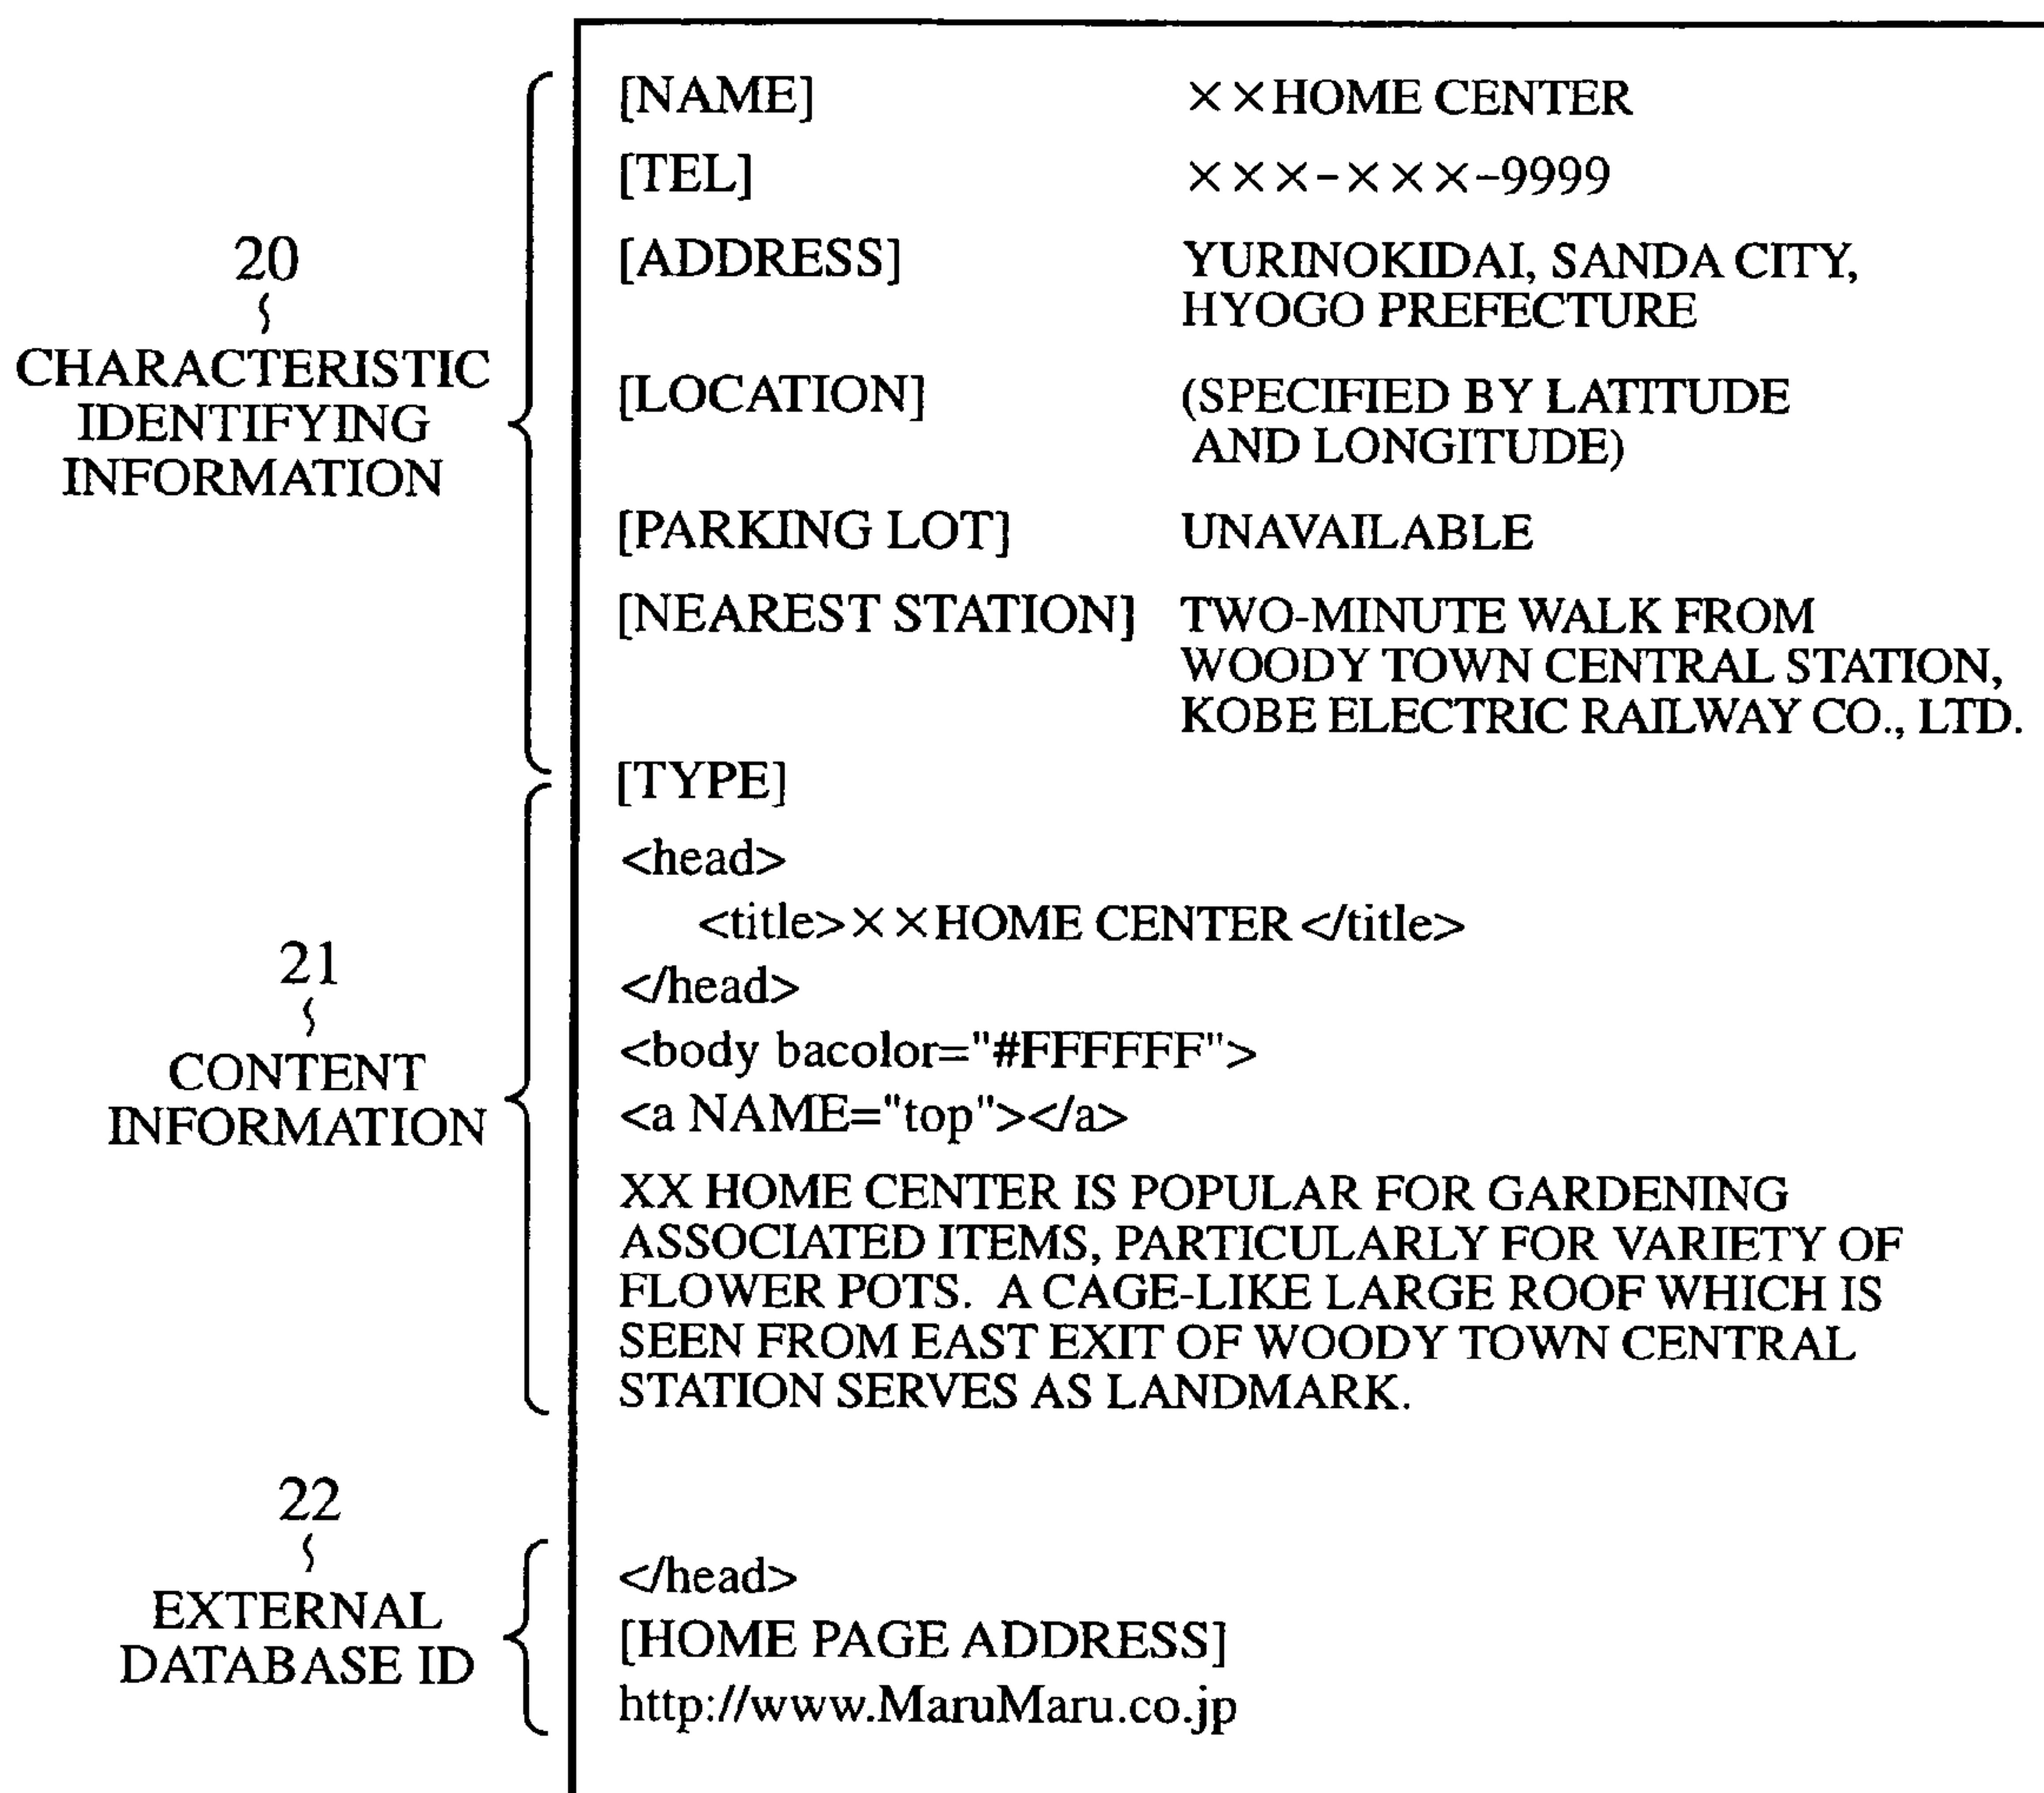 20
CHARACTERISTIC
IDENTIFYING
INFORMATION
[NAME] ××HOME CENTER
[TEL] ×××-×××-9999
[ADDRESS] YURINOKIDAI, SANDA CITY,
HYOGO PREFECTURE
[LOCATION] (SPECIFIED BY LATITUDE
AND LONGITUDE)
[PARKING LOT] UNAVAILABLE
[NEAREST STATION] TWO-MINUTE WALK FROM
WOODY TOWN CENTRAL STATION,
KOBE ELECTRIC RAILWAY CO., LTD.
21
CONTENT
INFORMATION
[TYPE]
<head>
<title>××HOME CENTER</title>
</head>
<body bacolor="#FFFFFF">
<a NAME="top"></a>
XX HOME CENTER IS POPULAR FOR GARDENING
ASSOCIATED ITEMS, PARTICULARLY FOR VARIETY OF
FLOWER POTS. A CAGE-LIKE LARGE ROOF WHICH IS
SEEN FROM EAST EXIT OF WOODY TOWN CENTRAL
STATION SERVES AS LANDMARK.
22
EXTERNAL
DATABASE ID
</head>
[HOME PAGE ADDRESS]
http://www.MaruMaru.co.jp